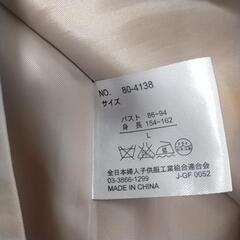 NO. 80-4138
サイズ
バスト 86~94
身長 154~162
L
全日本婦人子供服工業組合連合会
03-3866-1299 J-GF 0052
MADE IN CHINA